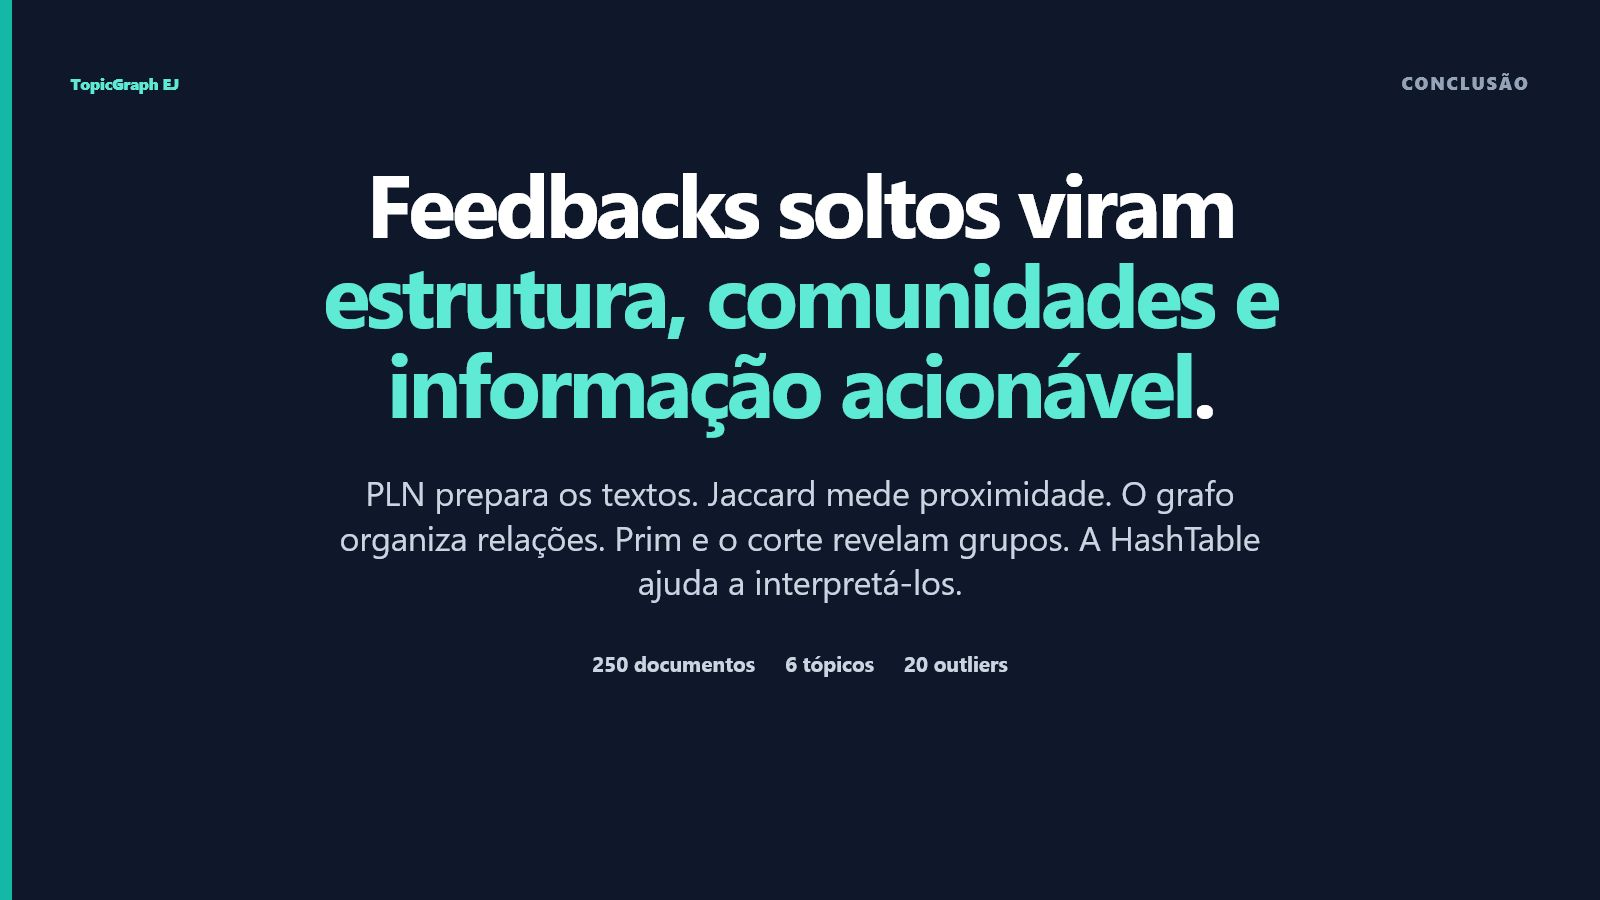 TopicGraph EJ
CONCLUSÃO
Feedbacks soltos viram
estrutura, comunidades e
informação acionável.
PLN prepara os textos. Jaccard mede proximidade. O grafo
organiza relações. Prim e o corte revelam grupos. A HashTable
ajuda a interpretá-los.
250 documentos 6 tópicos 20 outliers